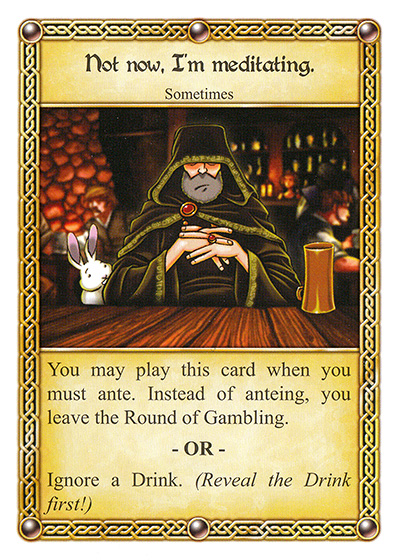 Not now, I'm meditating.
Sometimes
You may play this card when you
must ante. Instead of anteing, you
leave the Round of Gambling.
- OR -
Ignore a Drink. (Reveal the Drink
first!)